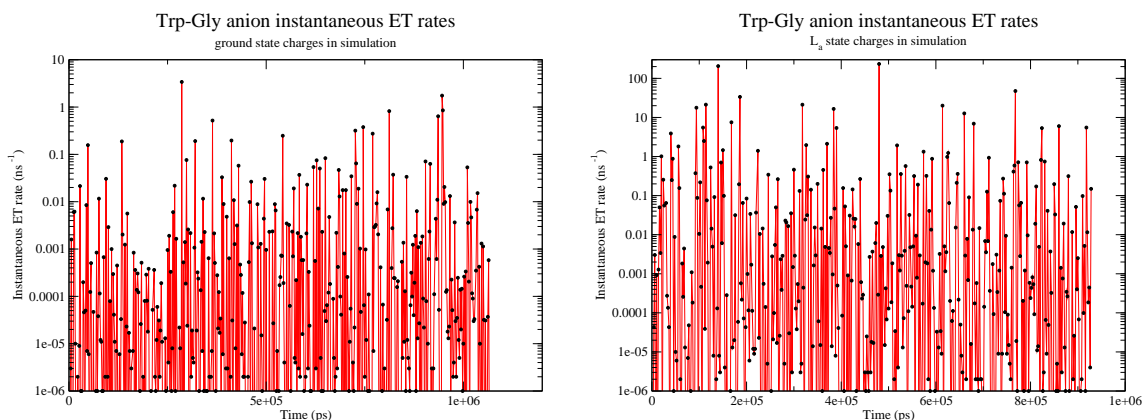 Trp-Gly anion instantaneous ET rates
ground state charges in simulation
Instantaneous ET rate (ns⁻¹)
10
1
0.1
0.01
0.001
0.0001
1e-05
1e-06
0
5e+05
1e+06
Time (ps)
Trp-Gly anion instantaneous ET rates
Lₐ state charges in simulation
Instantaneous ET rate (ns⁻¹)
100
10
1
0.1
0.01
0.001
0.0001
1e-05
1e-06
0
2e+05
4e+05
6e+05
8e+05
1e+06
Time (ps)